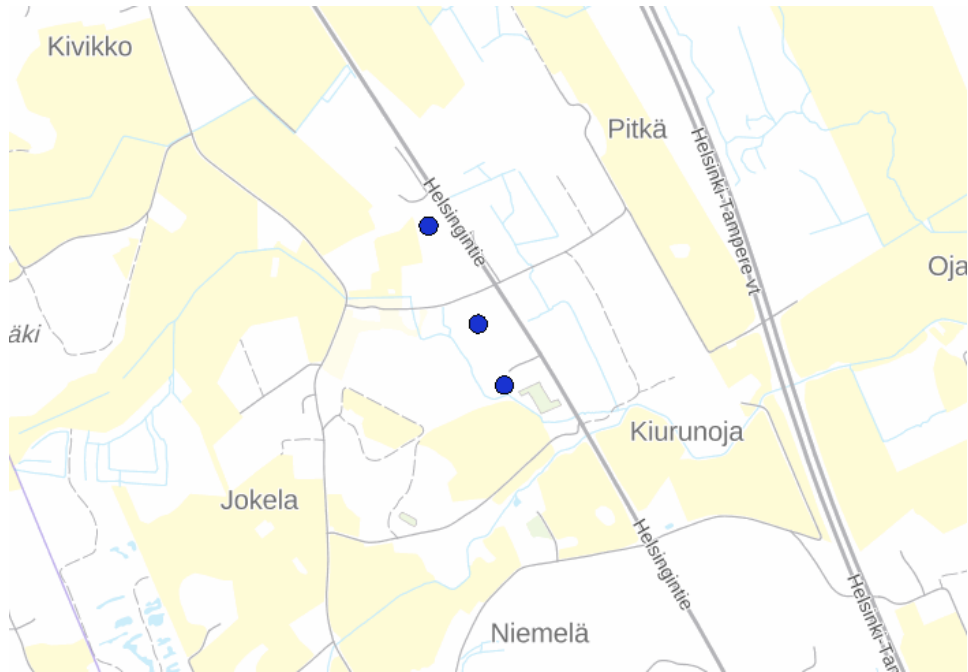 Kivikko
Pitkä
Helsinki-Tampere vt
Helsingintie
Oja
äki
Kiurunoja
Jokela
Helsingintie
Helsinki-Tam
Niemelä